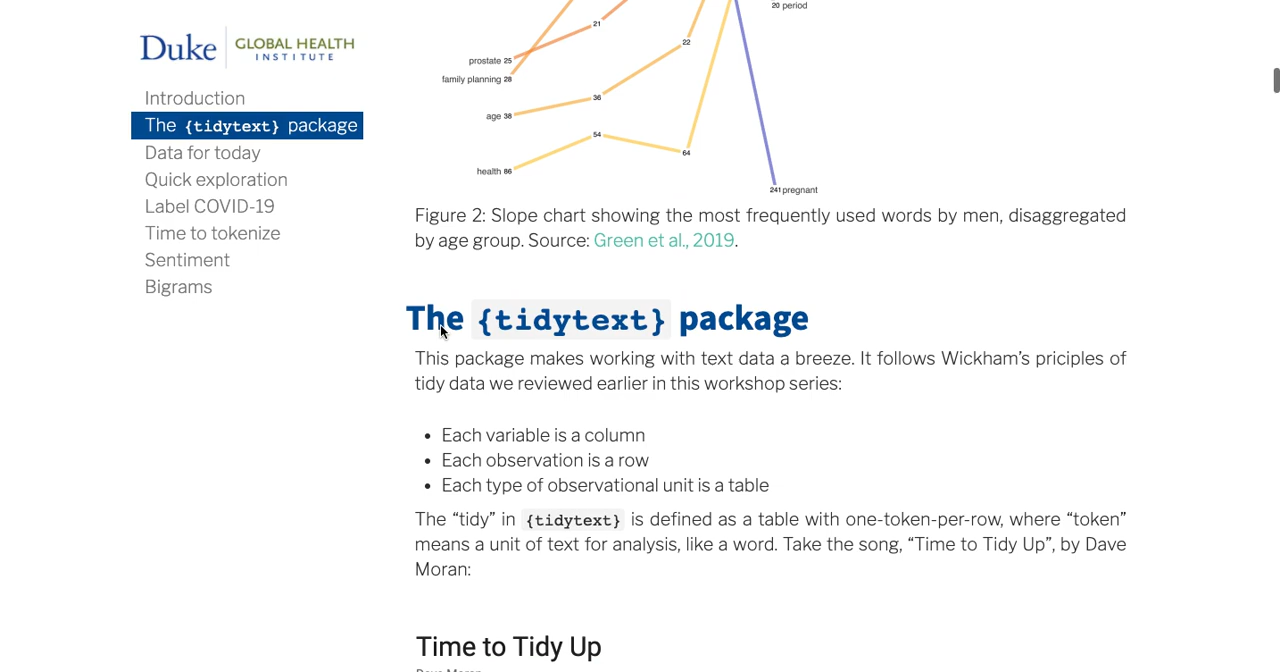 Duke GLOBAL HEALTH
INSTITUTE
Introduction
The {tidytext} package
Data for today
Quick exploration
Label COVID-19
Time to tokenize
Sentiment
Bigrams
20 period
21
22
prostate 25
family planning 28
36
age 38
54
64
health 86
241 pregnant
Figure 2: Slope chart showing the most frequently used words by men, disaggregated
by age group. Source: Green et al., 2019.
The {tidytext} package
This package makes working with text data a breeze. It follows Wickham’s priciples of
tidy data we reviewed earlier in this workshop series:
• Each variable is a column
• Each observation is a row
• Each type of observational unit is a table
The “tidy” in {tidytext} is defined as a table with one-token-per-row, where “token”
means a unit of text for analysis, like a word. Take the song, “Time to Tidy Up”, by Dave
Moran:
Time to Tidy Up